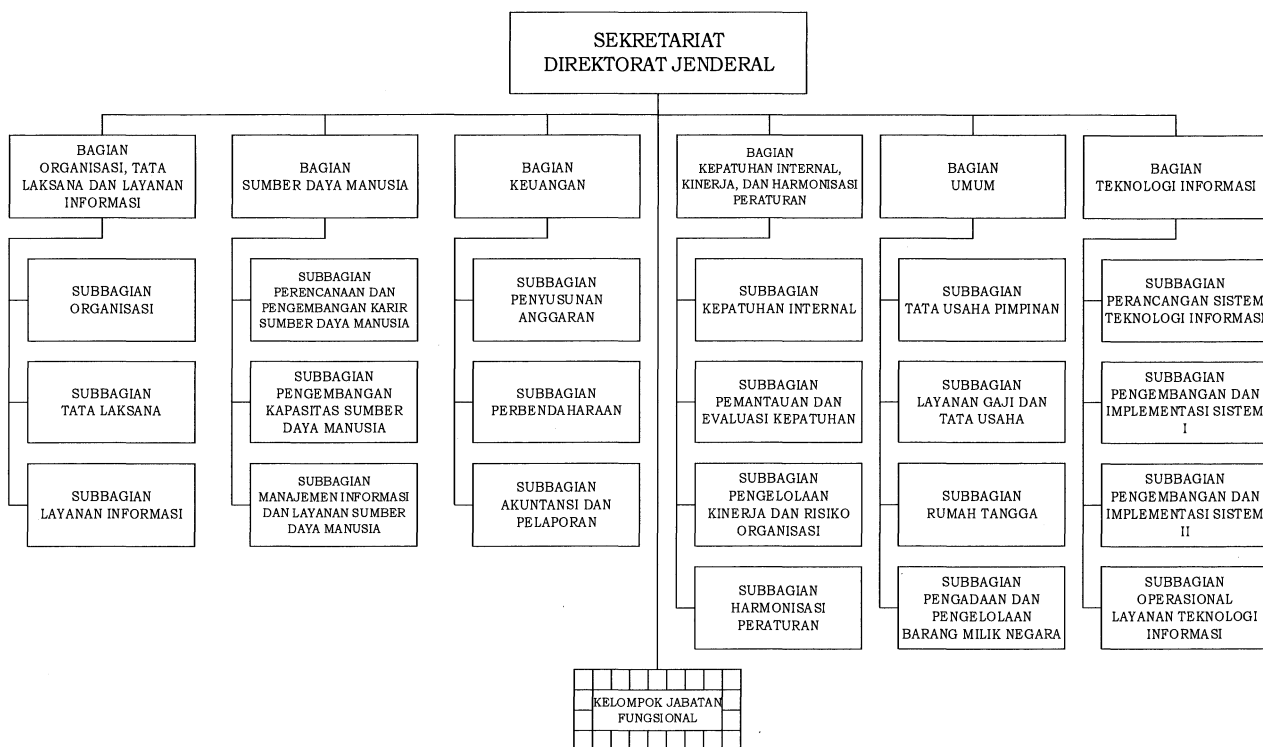 SEKRETARIAT
DIREKTORAT JENDERAL
BAGIAN
ORGANISASI, TATA
LAKSANA DAN LAYANAN
INFORMASI
BAGIAN
SUMBER DAYA MANUSIA
BAGIAN
KEUANGAN
BAGIAN
KEPATUHAN INTERNAL,
KINERJA, DAN HARMONISASI
PERATURAN
BAGIAN
UMUM
BAGIAN
TEKNOLOGI INFORMASI
SUBBAGIAN
ORGANISASI
SUBBAGIAN
PERENCANAAN DAN
PENGEMBANGAN KARIR
SUMBER DAYA MANUSIA
SUBBAGIAN
PENYUSUNAN
ANGGARAN
SUBBAGIAN
KEPATUHAN INTERNAL
SUBBAGIAN
TATA USAHA PIMPINAN
SUBBAGIAN
PERANCANGAN SISTEM
TEKNOLOGI INFORMASI
SUBBAGIAN
TATA LAKSANA
SUBBAGIAN
PENGEMBANGAN
KAPASITAS SUMBER
DAYA MANUSIA
SUBBAGIAN
PERBENDAHARAAN
SUBBAGIAN
PEMANTAUAN DAN
EVALUASI KEPATUHAN
SUBBAGIAN
LAYANAN GAJI DAN
TATA USAHA
SUBBAGIAN
PENGEMBANGAN DAN
IMPLEMENTASI SISTEM
I
SUBBAGIAN
LAYANAN INFORMASI
SUBBAGIAN
MANAJEMEN INFORMASI
DAN LAYANAN SUMBER
DAYA MANUSIA
SUBBAGIAN
AKUNTANSI DAN
PELAPORAN
SUBBAGIAN
PENGELOLAAN
KINERJA DAN RISIKO
ORGANISASI
SUBBAGIAN
RUMAH TANGGA
SUBBAGIAN
PENGEMBANGAN DAN
IMPLEMENTASI SISTEM
II
SUBBAGIAN
HARMONISASI
PERATURAN
SUBBAGIAN
PENGADAAN DAN
PENGELOLAAN
BARANG MILIK NEGARA
SUBBAGIAN
OPERASIONAL
LAYANAN TEKNOLOGI
INFORMASI
KELOMPOK JABATAN
FUNGSIONAL